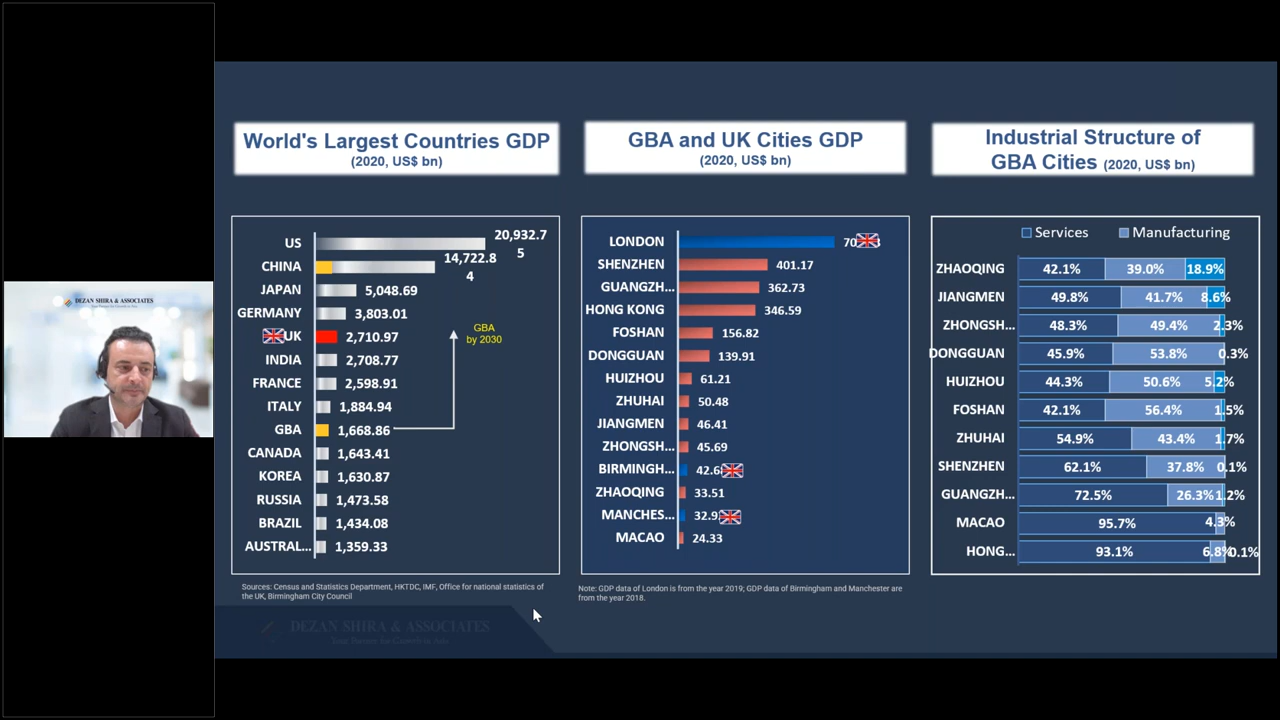 DEZAN SHIRA & ASSOCIATES
World's Largest Countries GDP
(2020, US$ bn)
US 20,932.7
5
CHINA 14,722.8
4
JAPAN 5,048.69
GERMANY 3,803.01
UK 2,710.97
INDIA 2,708.77
FRANCE 2,598.91
ITALY 1,884.94
GBA 1,668.86
CANADA 1,643.41
KOREA 1,630.87
RUSSIA 1,473.58
BRAZIL 1,434.08
AUSTRAL... 1,359.33
GBA
by 2030
Sources: Census and Statistics Department, HKTDC, IMF, Office for national statistics of
the UK, Birmingham City Council
GBA and UK Cities GDP
(2020, US$ bn)
LONDON
SHENZHEN 401.17
GUANGZH... 362.73
HONG KONG 346.59
FOSHAN 156.82
DONGGUAN 139.91
HUIZHOU 61.21
ZHUHAI 50.48
JIANGMEN 46.41
ZHONGSH... 45.69
BIRMINGH... 42.6
ZHAOQING 33.51
MANCHES... 32.9
MACAO 24.33
Note: GDP data of London is from the year 2019; GDP data of Birmingham and Manchester are
from the year 2018.
Industrial Structure of
GBA Cities (2020, US$ bn)
Services Manufacturing
ZHAOQING 42.1% 39.0% 18.9%
JIANGMEN 49.8% 41.7% 8.6%
ZHONGSH... 48.3% 49.4% 2.3%
DONGGUAN 45.9% 53.8% 0.3%
HUIZHOU 44.3% 50.6% 5.2%
FOSHAN 42.1% 56.4% 1.5%
ZHUHAI 54.9% 43.4% 1.7%
SHENZHEN 62.1% 37.8% 0.1%
GUANGZH... 72.5% 26.3% 1.2%
MACAO 95.7% 4.3%
HONG... 93.1% 6.8% 0.1%
DEZAN SHIRA & ASSOCIATES